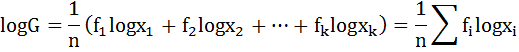 logG = 1/n (f₁logx₁ + f₂logx₂ + ⋯ + fₖlogxₖ) = 1/n ∑ fᵢlogxᵢ